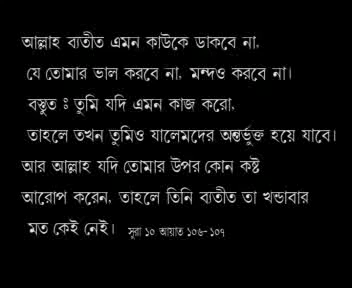 আল্লাহ ব্যতীত এমন কাউকে ডাকবে না,
যে তোমার ভাল করবে না, মন্দও করবে না।
বস্তুত ঃ তুমি যদি এমন কাজ করো,
তাহলে তখন তুমিও যালেমদের অন্তর্ভুক্ত হয়ে যাবে।
আর আল্লাহ যদি তোমার উপর কোন কষ্ট
আরোপ করেন, তাহলে তিনি ব্যতীত তা খন্ডাবার
মত কেই নেই। সুরা ১০ আয়াত ১০৬- ১০৭